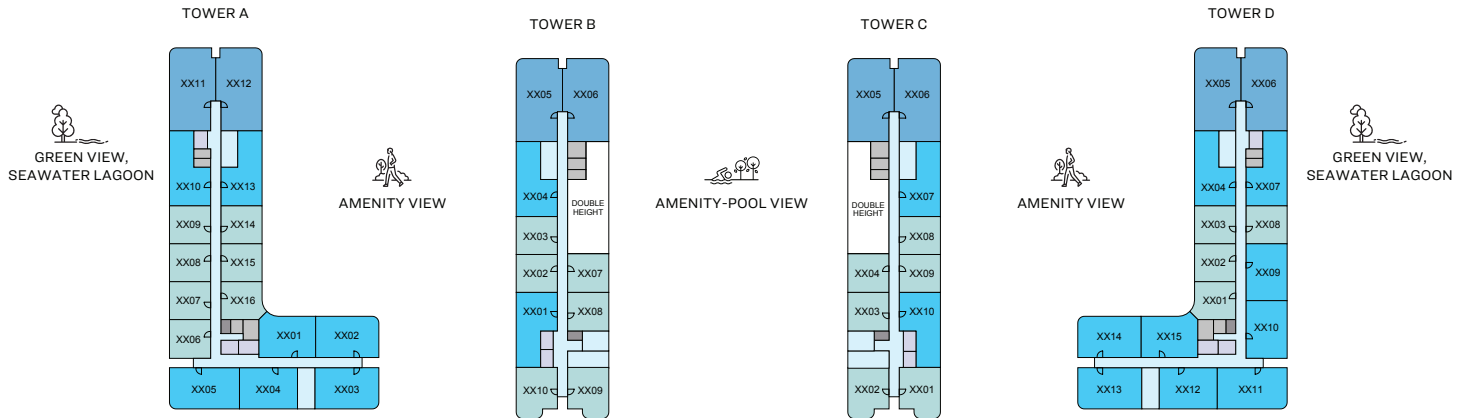 TOWER A
XX11
XX12
XX10
XX13
XX09
XX14
XX08
XX15
XX07
XX16
XX06
XX01
XX02
XX05
XX04
XX03
GREEN VIEW,
SEAWATER LAGOON
AMENITY VIEW
TOWER B
XX05
XX06
XX04
DOUBLE
HEIGHT
XX03
XX02
XX07
XX01
XX08
XX10
XX09
AMENITY-POOL VIEW
TOWER C
XX05
XX06
DOUBLE
HEIGHT
XX07
XX08
XX04
XX09
XX03
XX10
XX02
XX01
AMENITY VIEW
TOWER D
XX05
XX06
XX04
XX07
XX03
XX08
XX02
XX09
XX01
XX14
XX15
XX10
XX13
XX12
XX11
GREEN VIEW,
SEAWATER LAGOON